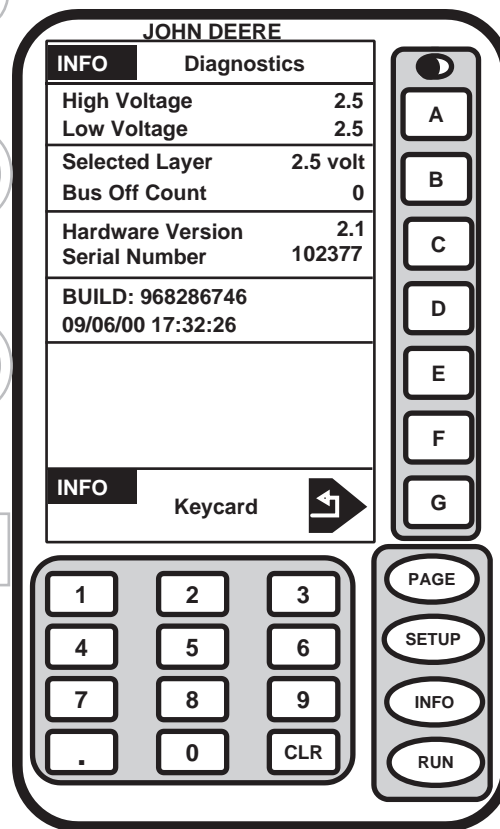 JOHN DEERE
INFO Diagnostics
High Voltage 2.5
Low Voltage 2.5
Selected Layer 2.5 volt
Bus Off Count 0
Hardware Version 2.1
Serial Number 102377
BUILD: 968286746
09/06/00 17:32:26
INFO
Keycard
A
B
C
D
E
F
G
1 2 3
4 5 6
7 8 9
. 0 CLR
PAGE
SETUP
INFO
RUN